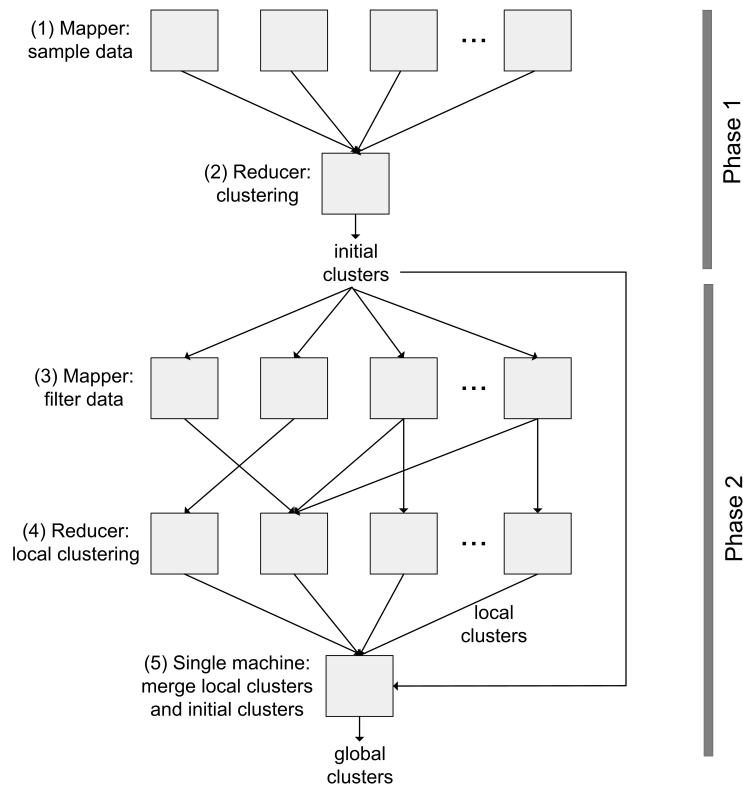 (1) Mapper:
sample data
...
Phase 1
(2) Reducer:
clustering
initial
clusters
(3) Mapper:
filter data
...
Phase 2
(4) Reducer:
local clustering
...
local
clusters
(5) Single machine:
merge local clusters
and initial clusters
global
clusters